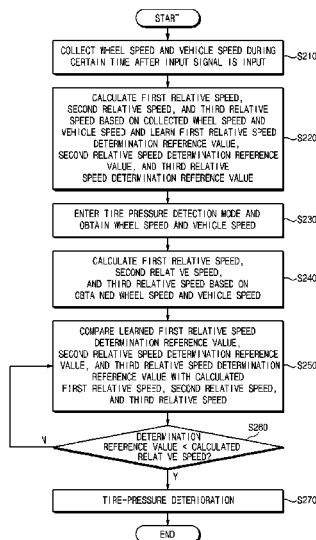 START
COLLECT WHEEL SPEED AND VEHICLE SPEED DURING
CERTAIN TIME AFTER INPUT SIGNAL IS INPUT
S210
CALCULATE FIRST RELATIVE SPEED,
SECOND RELATIVE SPEED, AND THIRD RELATIVE
SPEED BASED ON COLLECTED WHEEL SPEED AND
VEHICLE SPEED AND LEARN FIRST RELATIVE SPEED
DETERMINATION REFERENCE VALUE,
SECOND RELATIVE SPEED DETERMINATION REFERENCE
VALUE, AND THIRD RELATIVE
SPEED DETERMINATION REFERENCE VALUE
S220
ENTER TIRE PRESSURE DETECTION MODE AND
OBTAIN WHEEL SPEED AND VEHICLE SPEED
S230
CALCULATE FIRST RELATIVE SPEED,
SECOND RELAT VE SPEED,
AND THIRD RELATIVE SPEED BASED ON
OBTA NED WHEEL SPEED AND VEHICLE SPEED
S240
COMPARE LEARNED FIRST RELATIVE SPEED
DETERMINATION REFERENCE VALUE,
SECOND RELATIVE SPEED DETERMINATION REFERENCE
VALUE, AND THIRD RELATIVE SPEED DETERMINATION
REFERENCE VALUE WITH CALCULATED
FIRST RELATIVE SPEED, SECOND RELATIVE SPEED,
AND THIRD RELATIVE SPEED
S250
S260
DETERMINATION
REFERENCE VALUE < CALCULATED
RELAT VE SPEED?
N
Y
TIRE-PRESSURE DETERIORATION
S270
END